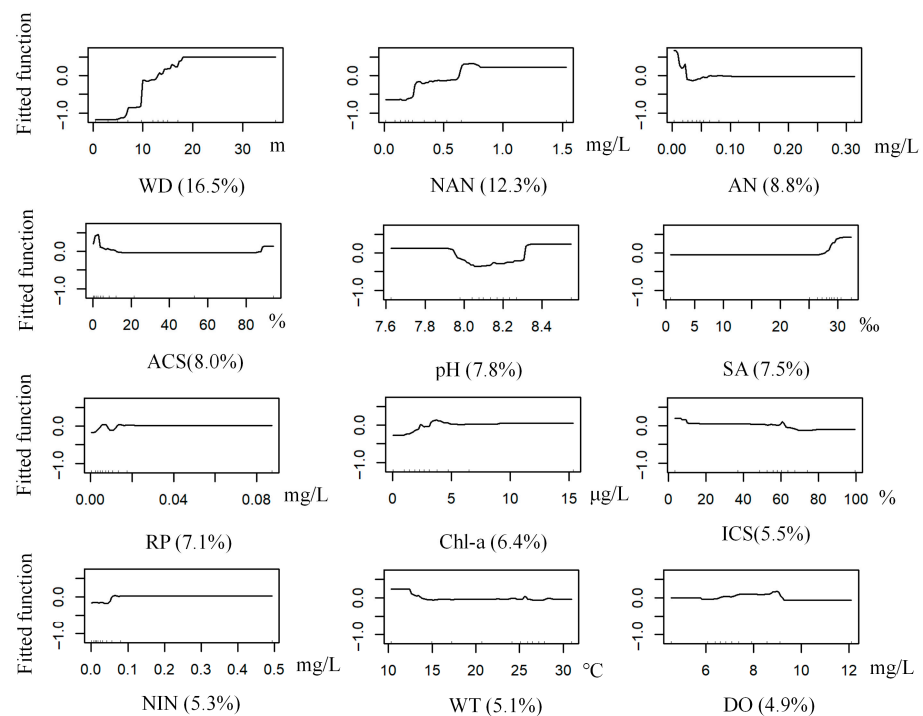 Fitted function
0.0
-1.0
0 10 20 30 m
WD (16.5%)
0.0
-1.0
0.0 0.5 1.0 1.5 mg/L
NAN (12.3%)
0.0
-1.0
0.00 0.10 0.20 0.30 mg/L
AN (8.8%)
Fitted function
0.0
-1.0
0 20 40 60 80 %
ACS(8.0%)
0.0
-1.0
7.6 7.8 8.0 8.2 8.4
pH (7.8%)
0.0
-1.0
0 5 10 20 30 ‰
SA (7.5%)
Fitted function
0.0
-1.0
0.00 0.04 0.08 mg/L
RP (7.1%)
0.0
-1.0
0 5 10 15 μg/L
Chl-a (6.4%)
0.0
-1.0
0 20 40 60 80 100 %
ICS(5.5%)
Fitted function
0.0
-1.0
0.0 0.1 0.2 0.3 0.4 0.5 mg/L
NIN (5.3%)
0.0
-1.0
10 15 20 25 30 °C
WT (5.1%)
0.0
-1.0
6 8 10 12 mg/L
DO (4.9%)